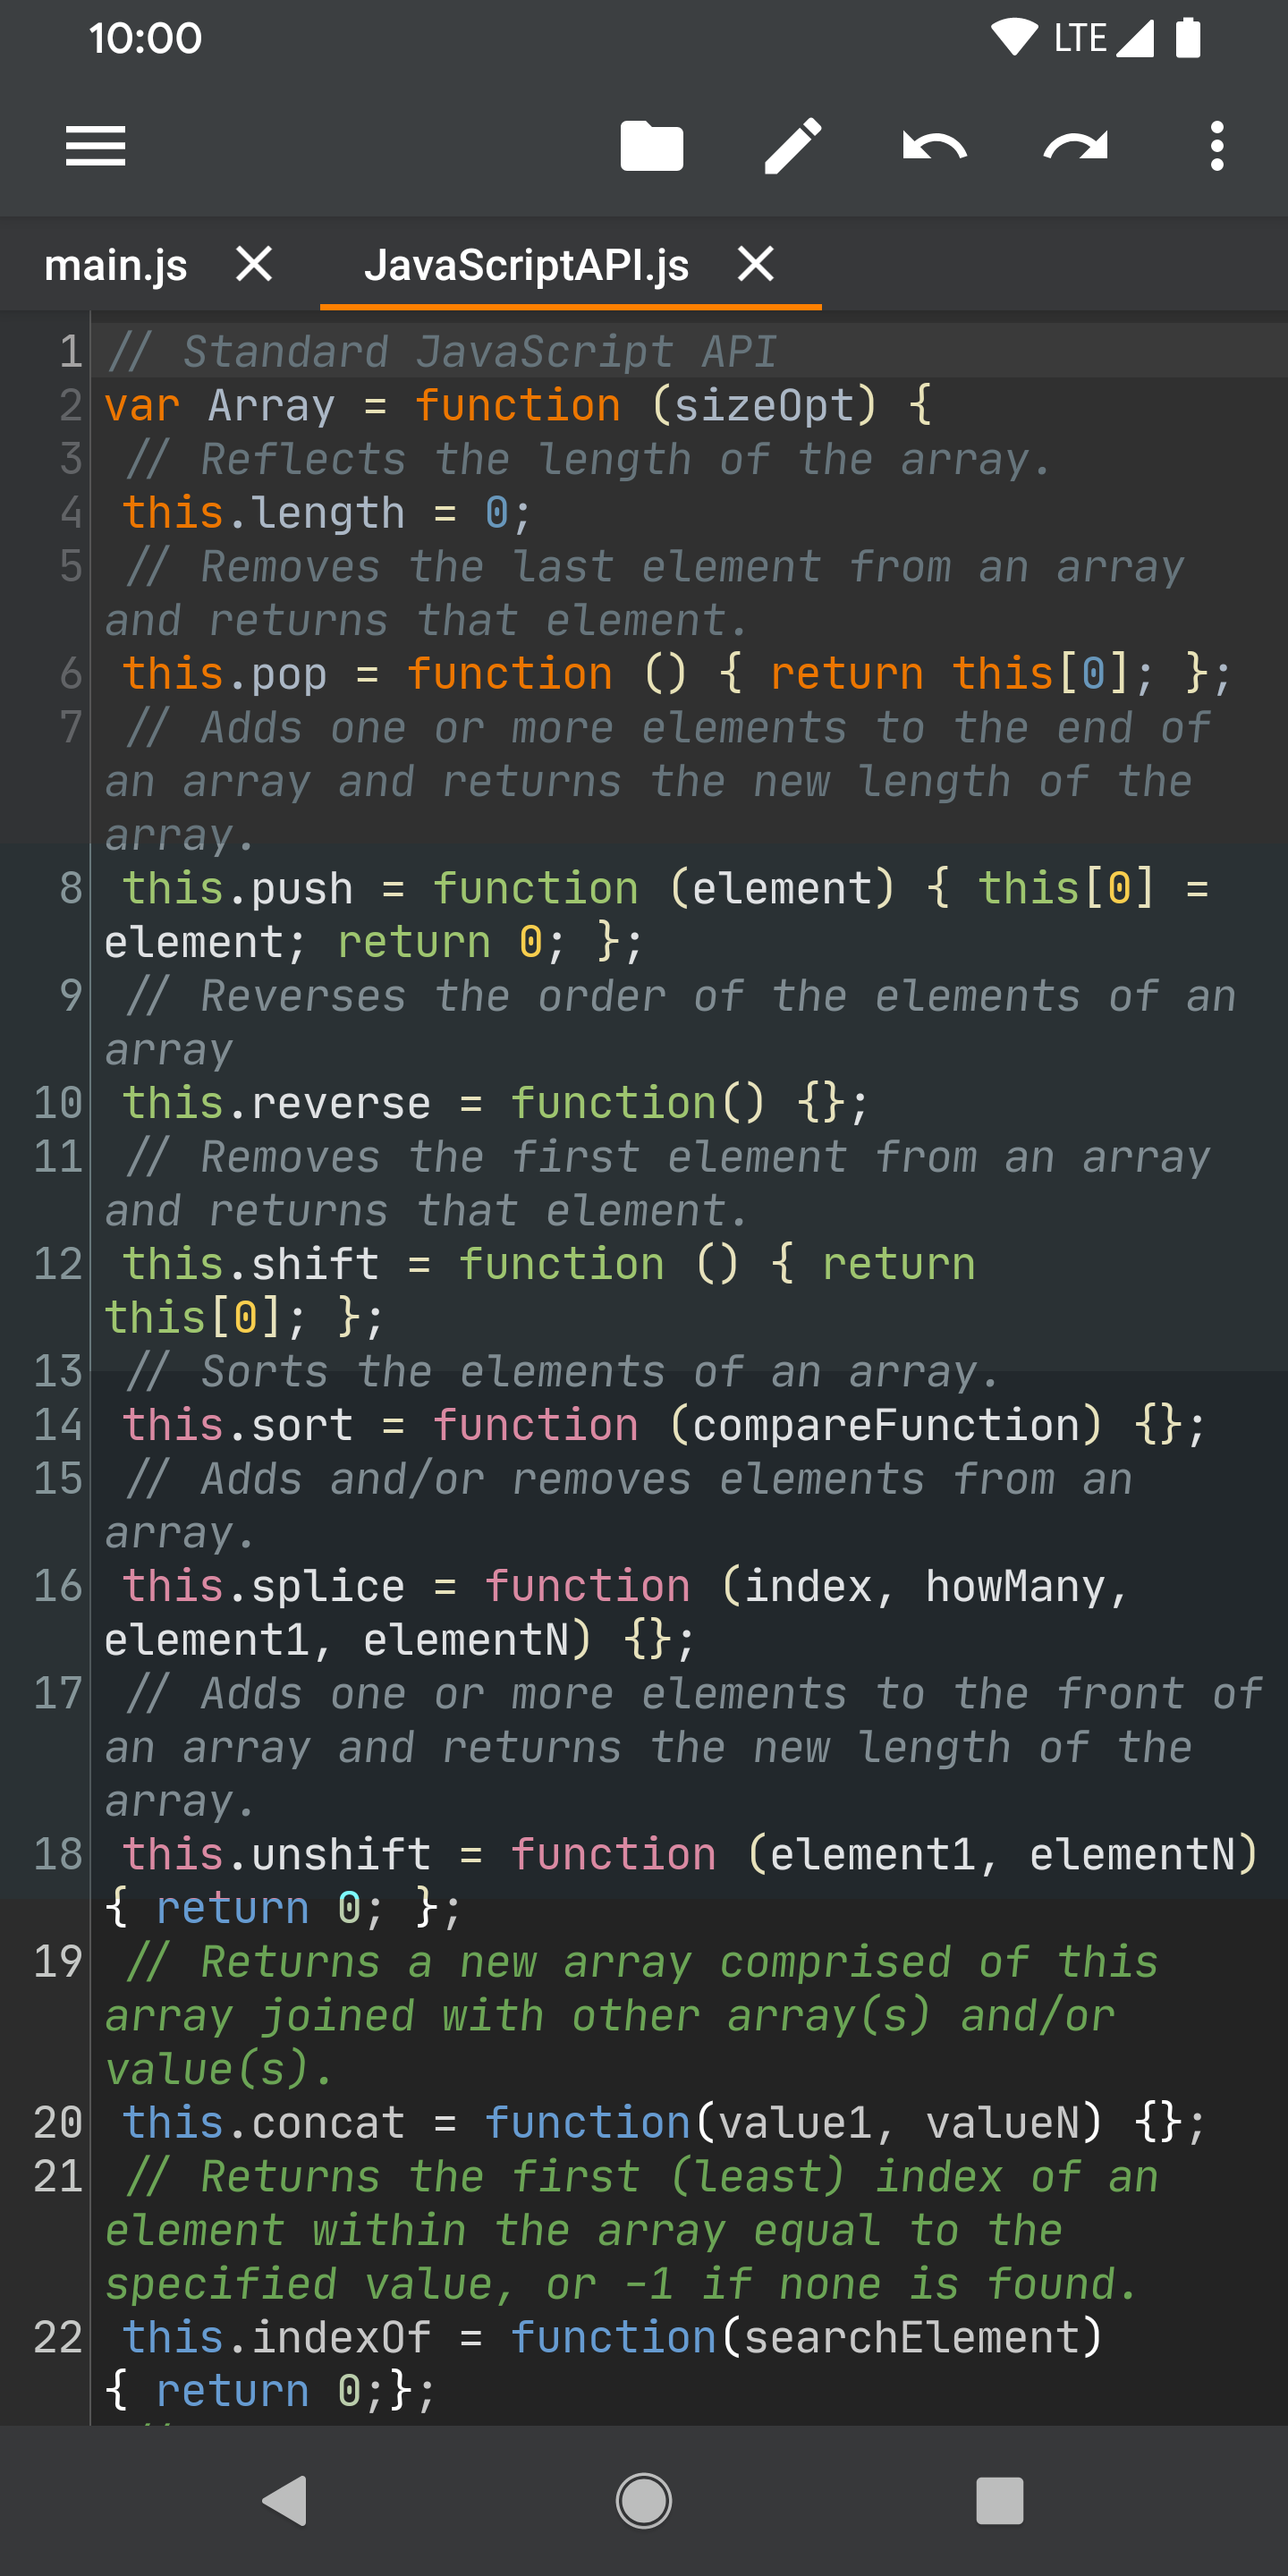 10:00 LTE
main.js JavaScriptAPI.js
1 // Standard JavaScript API
2 var Array = function (sizeOpt) {
3 // Reflects the length of the array.
4 this.length = 0;
5 // Removes the last element from an array
and returns that element.
6 this.pop = function () { return this[0]; };
7 // Adds one or more elements to the end of
an array and returns the new length of the
array.
8 this.push = function (element) { this[0] =
element; return 0; };
9 // Reverses the order of the elements of an
array
10 this.reverse = function() {};
11 // Removes the first element from an array
and returns that element.
12 this.shift = function () { return
this[0]; };
13 // Sorts the elements of an array.
14 this.sort = function (compareFunction) {};
15 // Adds and/or removes elements from an
array.
16 this.splice = function (index, howMany,
element1, elementN) {};
17 // Adds one or more elements to the front of
an array and returns the new length of the
array.
18 this.unshift = function (element1, elementN)
{ return 0; };
19 // Returns a new array comprised of this
array joined with other array(s) and/or
value(s).
20 this.concat = function(value1, valueN) {};
21 // Returns the first (least) index of an
element within the array equal to the
specified value, or -1 if none is found.
22 this.indexOf = function(searchElement)
{ return 0;};